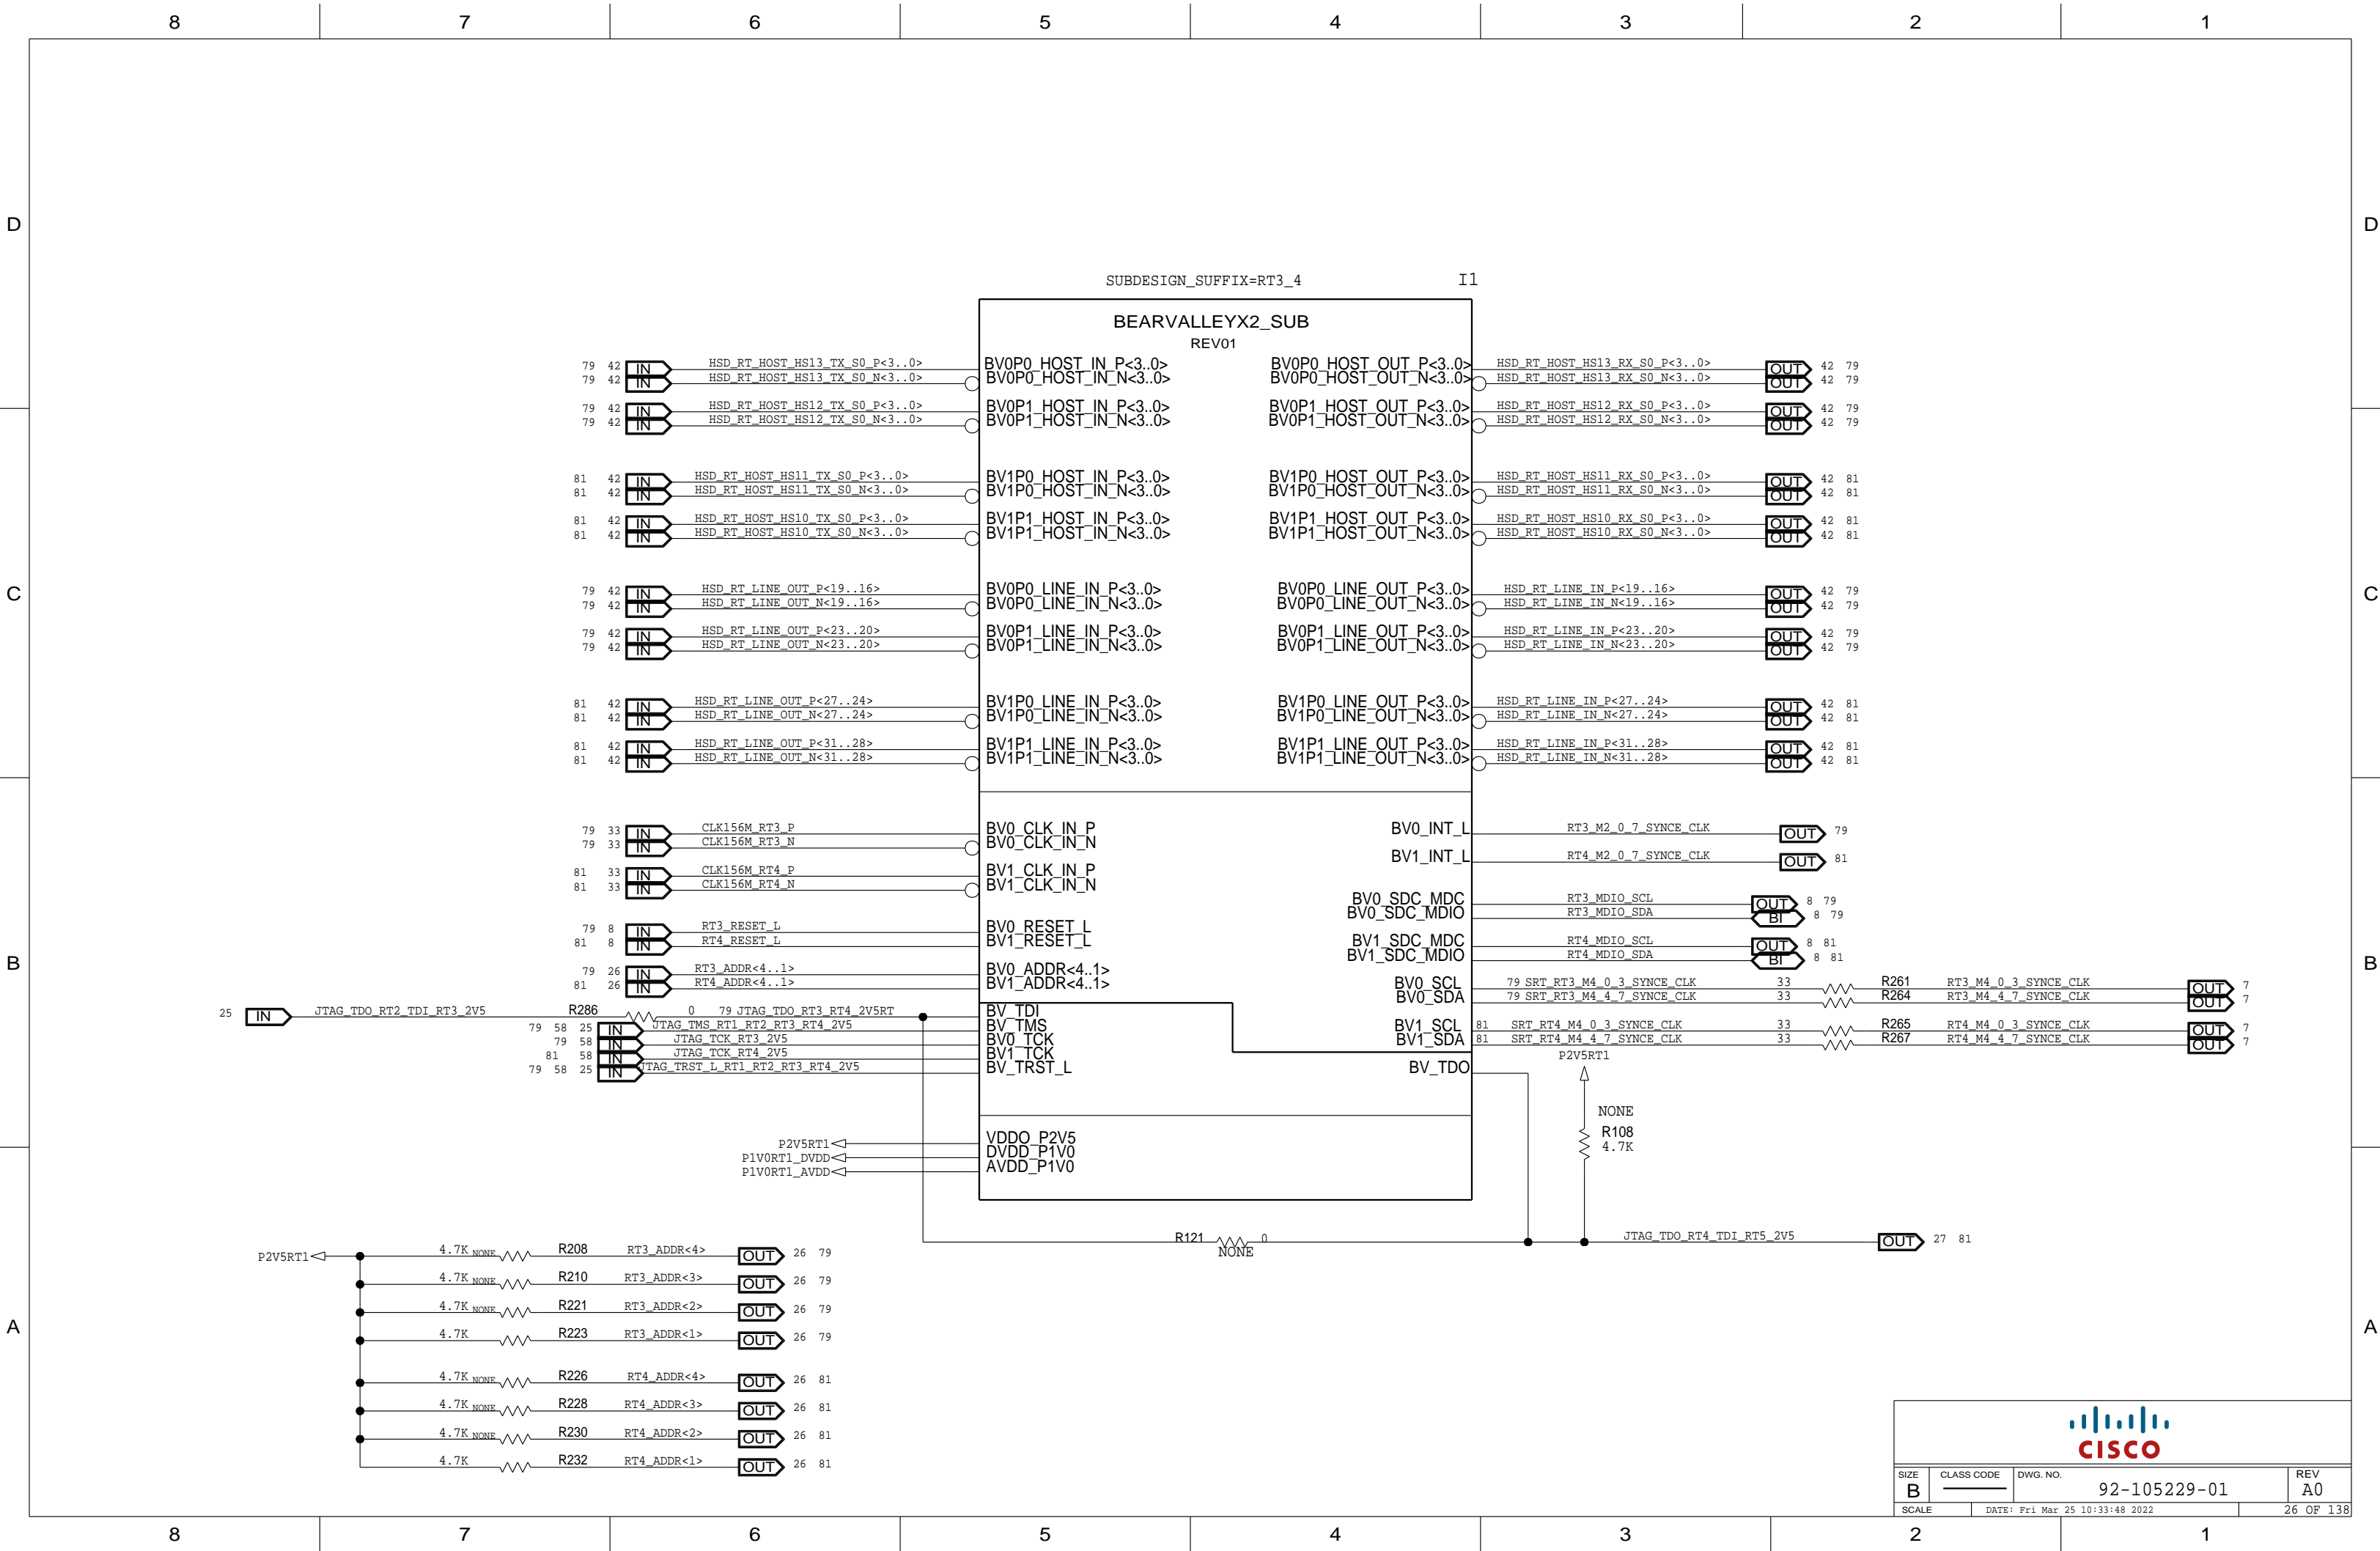 8 7 6 5 4 3 2 1
D D
SUBDESIGN_SUFFIX=RT3_4 I1
BEARVALLEYX2_SUB
REV01
79 42 IN HSD_RT_HOST_HS13_TX_S0_P<3..0> BV0P0_HOST_IN_P<3..0> BV0P0_HOST_OUT_P<3..0> HSD_RT_HOST_HS13_RX_S0_P<3..0> OUT 42 79
79 42 IN HSD_RT_HOST_HS13_TX_S0_N<3..0> BV0P0_HOST_IN_N<3..0> BV0P0_HOST_OUT_N<3..0> HSD_RT_HOST_HS13_RX_S0_N<3..0> OUT 42 79
79 42 IN HSD_RT_HOST_HS12_TX_S0_P<3..0> BV0P1_HOST_IN_P<3..0> BV0P1_HOST_OUT_P<3..0> HSD_RT_HOST_HS12_RX_S0_P<3..0> OUT 42 79
79 42 IN HSD_RT_HOST_HS12_TX_S0_N<3..0> BV0P1_HOST_IN_N<3..0> BV0P1_HOST_OUT_N<3..0> HSD_RT_HOST_HS12_RX_S0_N<3..0> OUT 42 79
81 42 IN HSD_RT_HOST_HS11_TX_S0_P<3..0> BV1P0_HOST_IN_P<3..0> BV1P0_HOST_OUT_P<3..0> HSD_RT_HOST_HS11_RX_S0_P<3..0> OUT 42 81
81 42 IN HSD_RT_HOST_HS11_TX_S0_N<3..0> BV1P0_HOST_IN_N<3..0> BV1P0_HOST_OUT_N<3..0> HSD_RT_HOST_HS11_RX_S0_N<3..0> OUT 42 81
81 42 IN HSD_RT_HOST_HS10_TX_S0_P<3..0> BV1P1_HOST_IN_P<3..0> BV1P1_HOST_OUT_P<3..0> HSD_RT_HOST_HS10_RX_S0_P<3..0> OUT 42 81
81 42 IN HSD_RT_HOST_HS10_TX_S0_N<3..0> BV1P1_HOST_IN_N<3..0> BV1P1_HOST_OUT_N<3..0> HSD_RT_HOST_HS10_RX_S0_N<3..0> OUT 42 81
C C
79 42 IN HSD_RT_LINE_OUT_P<19..16> BV0P0_LINE_IN_P<3..0> BV0P0_LINE_OUT_P<3..0> HSD_RT_LINE_IN_P<19..16> OUT 42 79
79 42 IN HSD_RT_LINE_OUT_N<19..16> BV0P0_LINE_IN_N<3..0> BV0P0_LINE_OUT_N<3..0> HSD_RT_LINE_IN_N<19..16> OUT 42 79
79 42 IN HSD_RT_LINE_OUT_P<23..20> BV0P1_LINE_IN_P<3..0> BV0P1_LINE_OUT_P<3..0> HSD_RT_LINE_IN_P<23..20> OUT 42 79
79 42 IN HSD_RT_LINE_OUT_N<23..20> BV0P1_LINE_IN_N<3..0> BV0P1_LINE_OUT_N<3..0> HSD_RT_LINE_IN_N<23..20> OUT 42 79
81 42 IN HSD_RT_LINE_OUT_P<27..24> BV1P0_LINE_IN_P<3..0> BV1P0_LINE_OUT_P<3..0> HSD_RT_LINE_IN_P<27..24> OUT 42 81
81 42 IN HSD_RT_LINE_OUT_N<27..24> BV1P0_LINE_IN_N<3..0> BV1P0_LINE_OUT_N<3..0> HSD_RT_LINE_IN_N<27..24> OUT 42 81
81 42 IN HSD_RT_LINE_OUT_P<31..28> BV1P1_LINE_IN_P<3..0> BV1P1_LINE_OUT_P<3..0> HSD_RT_LINE_IN_P<31..28> OUT 42 81
81 42 IN HSD_RT_LINE_OUT_N<31..28> BV1P1_LINE_IN_N<3..0> BV1P1_LINE_OUT_N<3..0> HSD_RT_LINE_IN_N<31..28> OUT 42 81
79 33 IN CLK156M_RT3_P BV0_CLK_IN_P BV0_INT_L RT3_M2_0_7_SYNCE_CLK OUT 79
79 33 IN CLK156M_RT3_N BV0_CLK_IN_N
BV1_INT_L RT4_M2_0_7_SYNCE_CLK OUT 81
81 33 IN CLK156M_RT4_P BV1_CLK_IN_P
81 33 IN CLK156M_RT4_N BV1_CLK_IN_N
BV0_SDC_MDC RT3_MDIO_SCL OUT 8 79
BV0_SDC_MDIO RT3_MDIO_SDA BI 8 79
79 8 IN RT3_RESET_L BV0_RESET_L
81 8 IN RT4_RESET_L BV1_RESET_L BV1_SDC_MDC RT4_MDIO_SCL OUT 8 81
BV1_SDC_MDIO RT4_MDIO_SDA BI 8 81
B B
79 26 IN RT3_ADDR<4..1> BV0_ADDR<4..1>
81 26 IN RT4_ADDR<4..1> BV1_ADDR<4..1> BV0_SCL 79 SRT_RT3_M4_0_3_SYNCE_CLK 33 R261 RT3_M4_0_3_SYNCE_CLK OUT 7
BV0_SDA 79 SRT_RT3_M4_4_7_SYNCE_CLK 33 R264 RT3_M4_4_7_SYNCE_CLK OUT 7
25 IN JTAG_TDO_RT2_TDI_RT3_2V5 R286 0 79 JTAG_TDO_RT3_RT4_2V5RT BV_TDI
79 58 25 IN JTAG_TMS_RT1_RT2_RT3_RT4_2V5 BV_TMS BV1_SCL 81 SRT_RT4_M4_0_3_SYNCE_CLK 33 R265 RT4_M4_0_3_SYNCE_CLK OUT 7
79 58 IN JTAG_TCK_RT3_2V5 BV0_TCK BV1_SDA 81 SRT_RT4_M4_4_7_SYNCE_CLK 33 R267 RT4_M4_4_7_SYNCE_CLK OUT 7
81 58 IN JTAG_TCK_RT4_2V5 BV1_TCK P2V5RT1
79 58 25 IN JTAG_TRST_L_RT1_RT2_RT3_RT4_2V5 BV_TRST_L BV_TDO
NONE
R108
4.7K
P2V5RT1 VDDO_P2V5
P1V0RT1_DVDD DVDD_P1V0
P1V0RT1_AVDD AVDD_P1V0
R121 0 JTAG_TDO_RT4_TDI_RT5_2V5 OUT 27 81
NONE
P2V5RT1 4.7K NONE R208 RT3_ADDR<4> OUT 26 79
4.7K NONE R210 RT3_ADDR<3> OUT 26 79
4.7K NONE R221 RT3_ADDR<2> OUT 26 79
A A
4.7K R223 RT3_ADDR<1> OUT 26 79
4.7K NONE R226 RT4_ADDR<4> OUT 26 81
4.7K NONE R228 RT4_ADDR<3> OUT 26 81
4.7K NONE R230 RT4_ADDR<2> OUT 26 81
4.7K R232 RT4_ADDR<1> OUT 26 81
CISCO
SIZE CLASS CODE DWG. NO. REV
B 92-105229-01 A0
SCALE DATE: Fri Mar 25 10:33:48 2022 26 OF 138
8 7 6 5 4 3 2 1